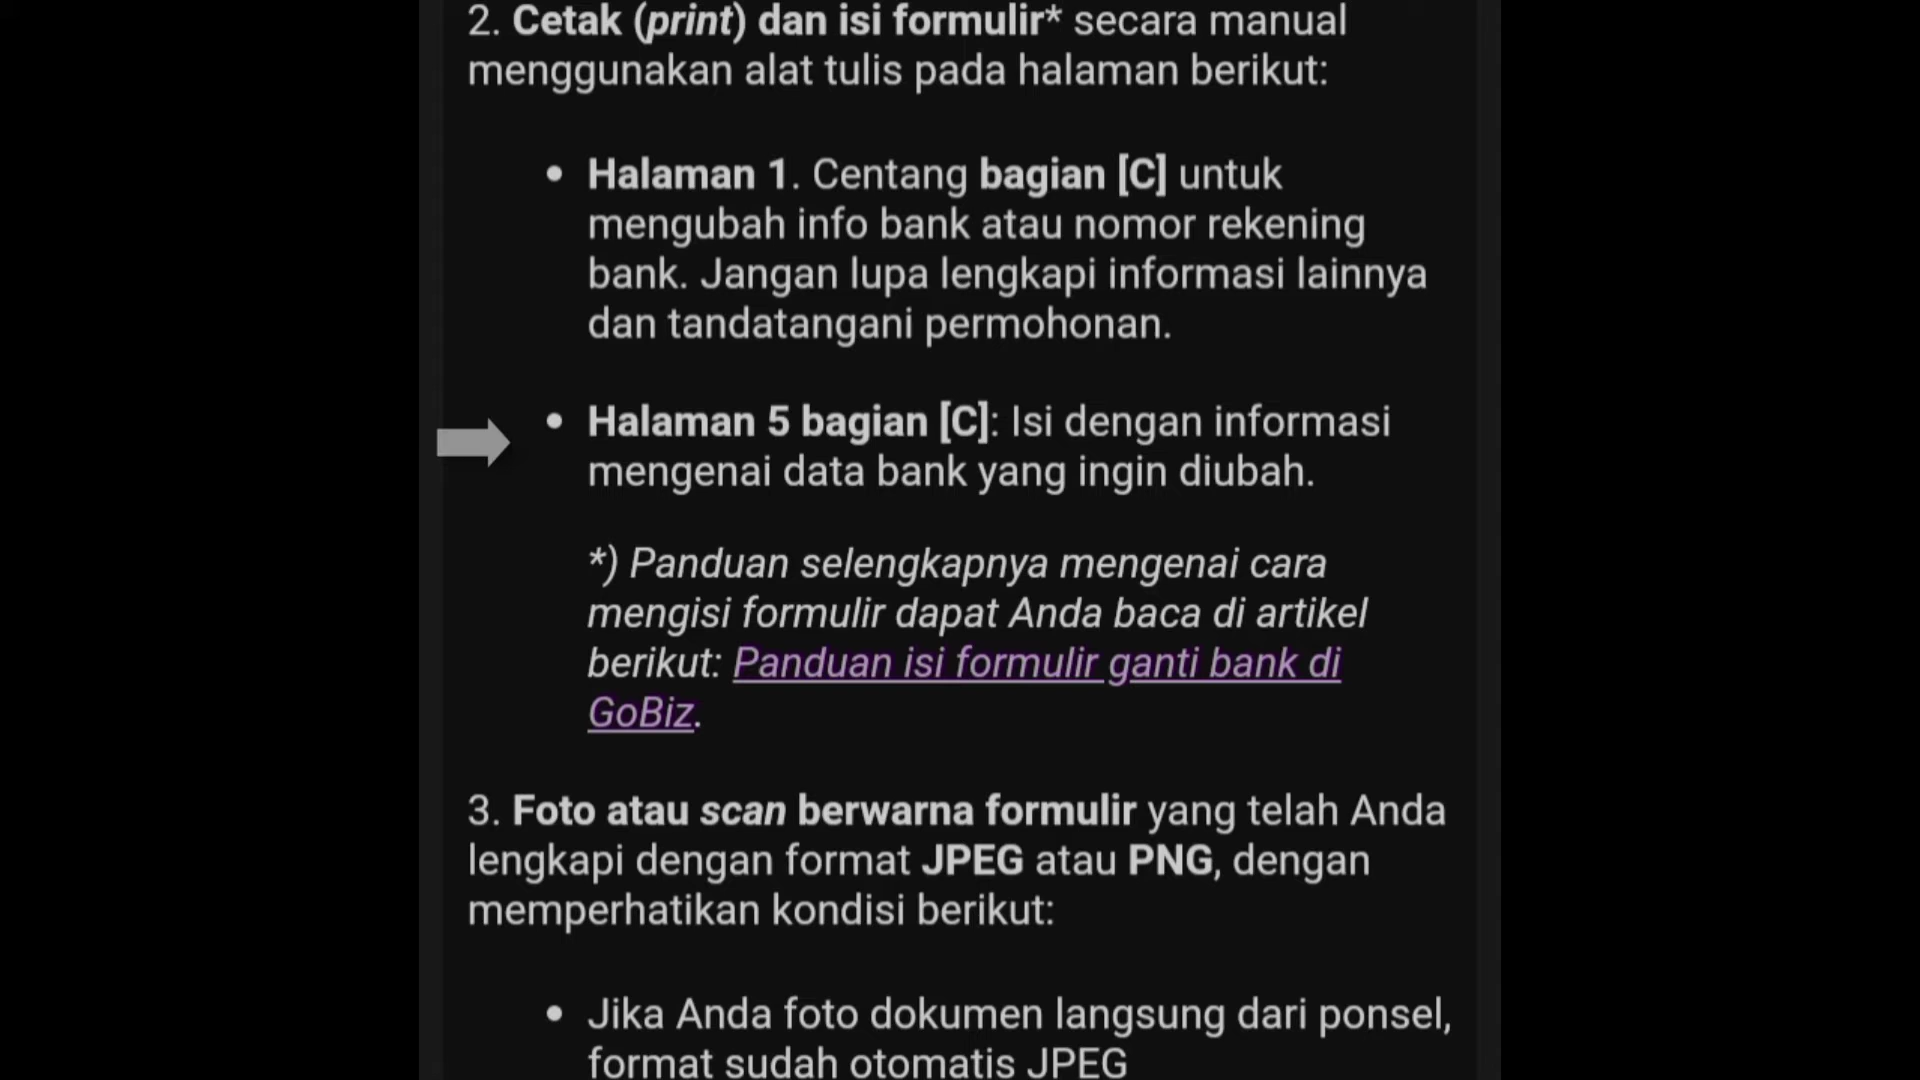 2. Cetak (print) dan isi formulir* secara manual
menggunakan alat tulis pada halaman berikut:
• Halaman 1. Centang bagian [C] untuk
mengubah info bank atau nomor rekening
bank. Jangan lupa lengkapi informasi lainnya
dan tandatangani permohonan.
• Halaman 5 bagian [C]: Isi dengan informasi
mengenai data bank yang ingin diubah.
*) Panduan selengkapnya mengenai cara
mengisi formulir dapat Anda baca di artikel
berikut: Panduan isi formulir ganti bank di
GoBiz.
3. Foto atau scan berwarna formulir yang telah Anda
lengkapi dengan format JPEG atau PNG, dengan
memperhatikan kondisi berikut:
• Jika Anda foto dokumen langsung dari ponsel,
format sudah otomatis JPEG